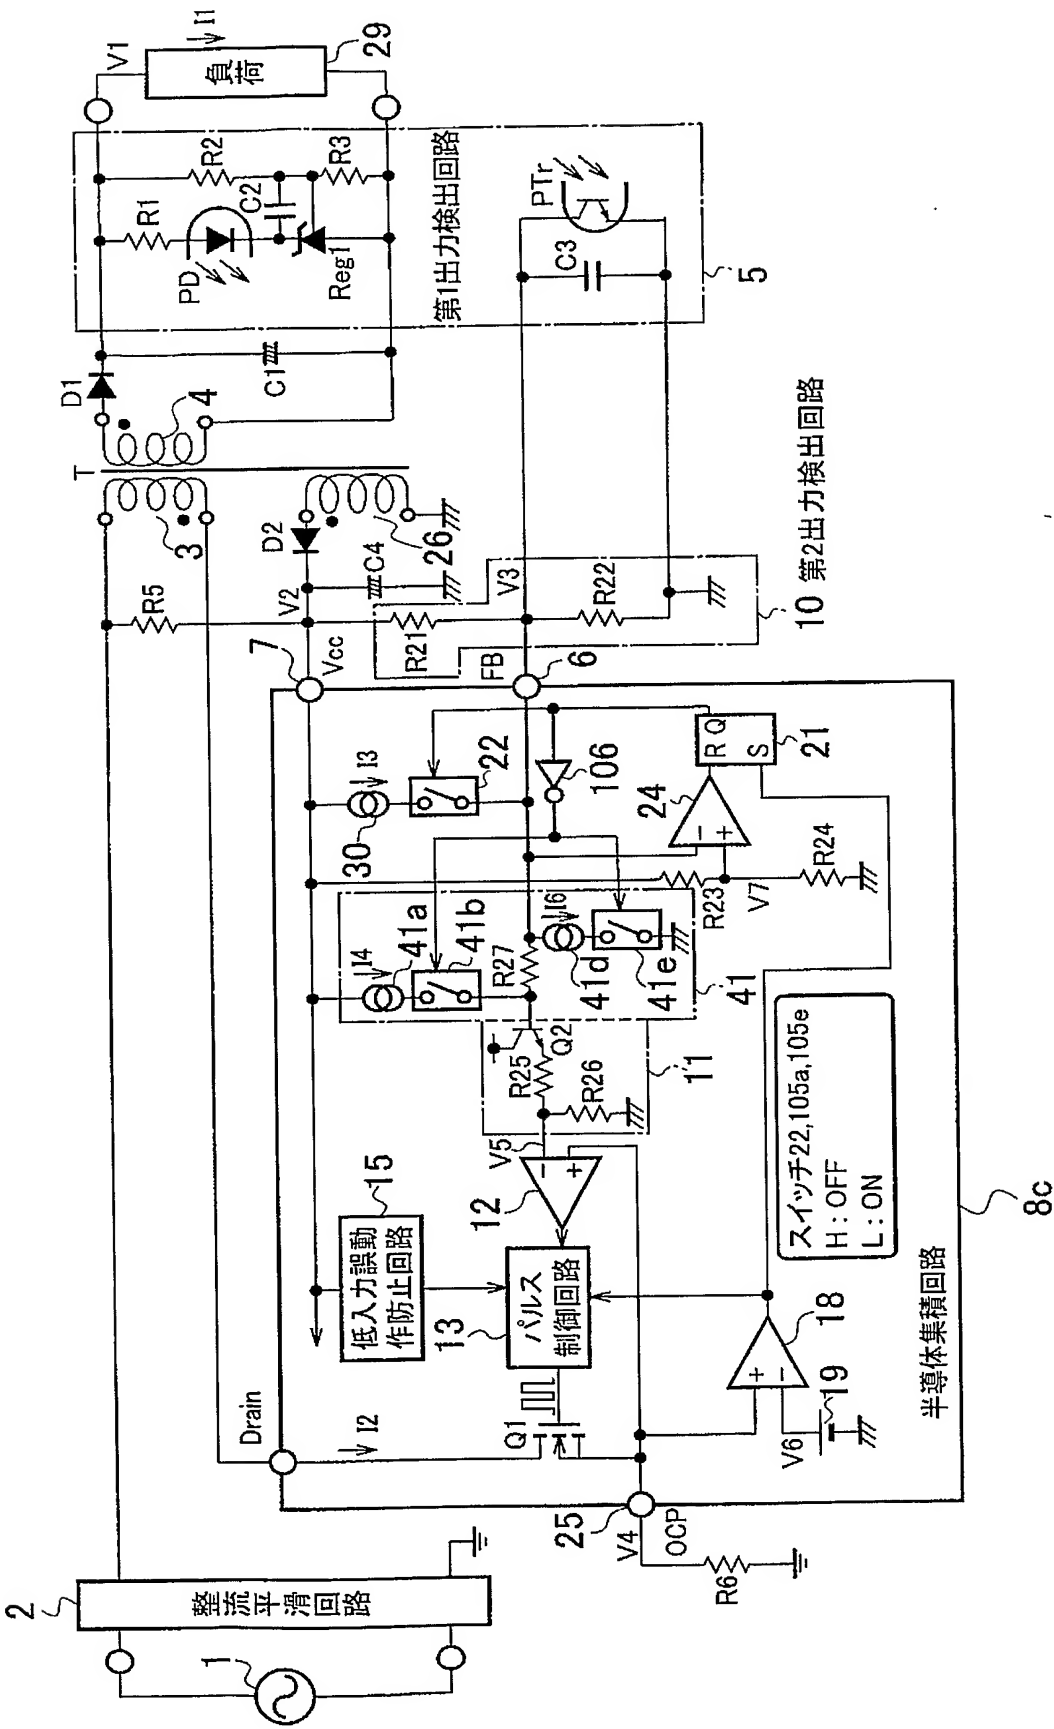 1
2
整流平滑回路
R6
V4
OCP
25
Drain
I2
Q1
パルス
制御回路
13
低入力誤動
作防止回路
15
12
V5
V6
19
18
半導体集積回路
8c
スイッチ22,105a,105e
H:OFF
L:ON
11
R25
R26
Q2
I4
41a
41b
R27
I6
41d
41e
41
R23
V7
R24
24
R Q
S
21
106
30
I3
22
7
Vcc
FB
6
R5
V2
R21
V3
R22
10
第2出力検出回路
D2
C4
26
3
T
4
D1
C1
第1出力検出回路
5
R1
PD
C2
R2
R3
Reg1
C3
PTr
V1
I1
負荷
29